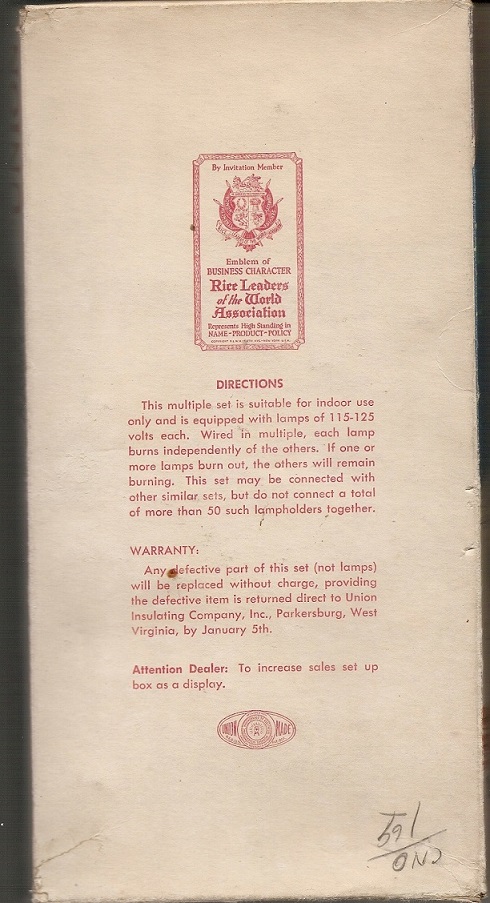 By Invitation Member
Emblem of
BUSINESS CHARACTER
Rice Leaders
of the World
Association
Represents High Standing in
NAME-PRODUCT-POLICY
DIRECTIONS
This multiple set is suitable for indoor use
only and is equipped with lamps of 115-125
volts each. Wired in multiple, each lamp
burns independently of the others. If one or
more lamps burn out, the others will remain
burning. This set may be connected with
other similar sets, but do not connect a total
of more than 50 such lampholders together.
WARRANTY:
Any defective part of this set (not lamps)
will be replaced without charge, providing
the defective item is returned direct to Union
Insulating Company, Inc., Parkersburg, West
Virginia, by January 5th.
Attention Dealer: To increase sales set up
box as a display.
UNION MADE